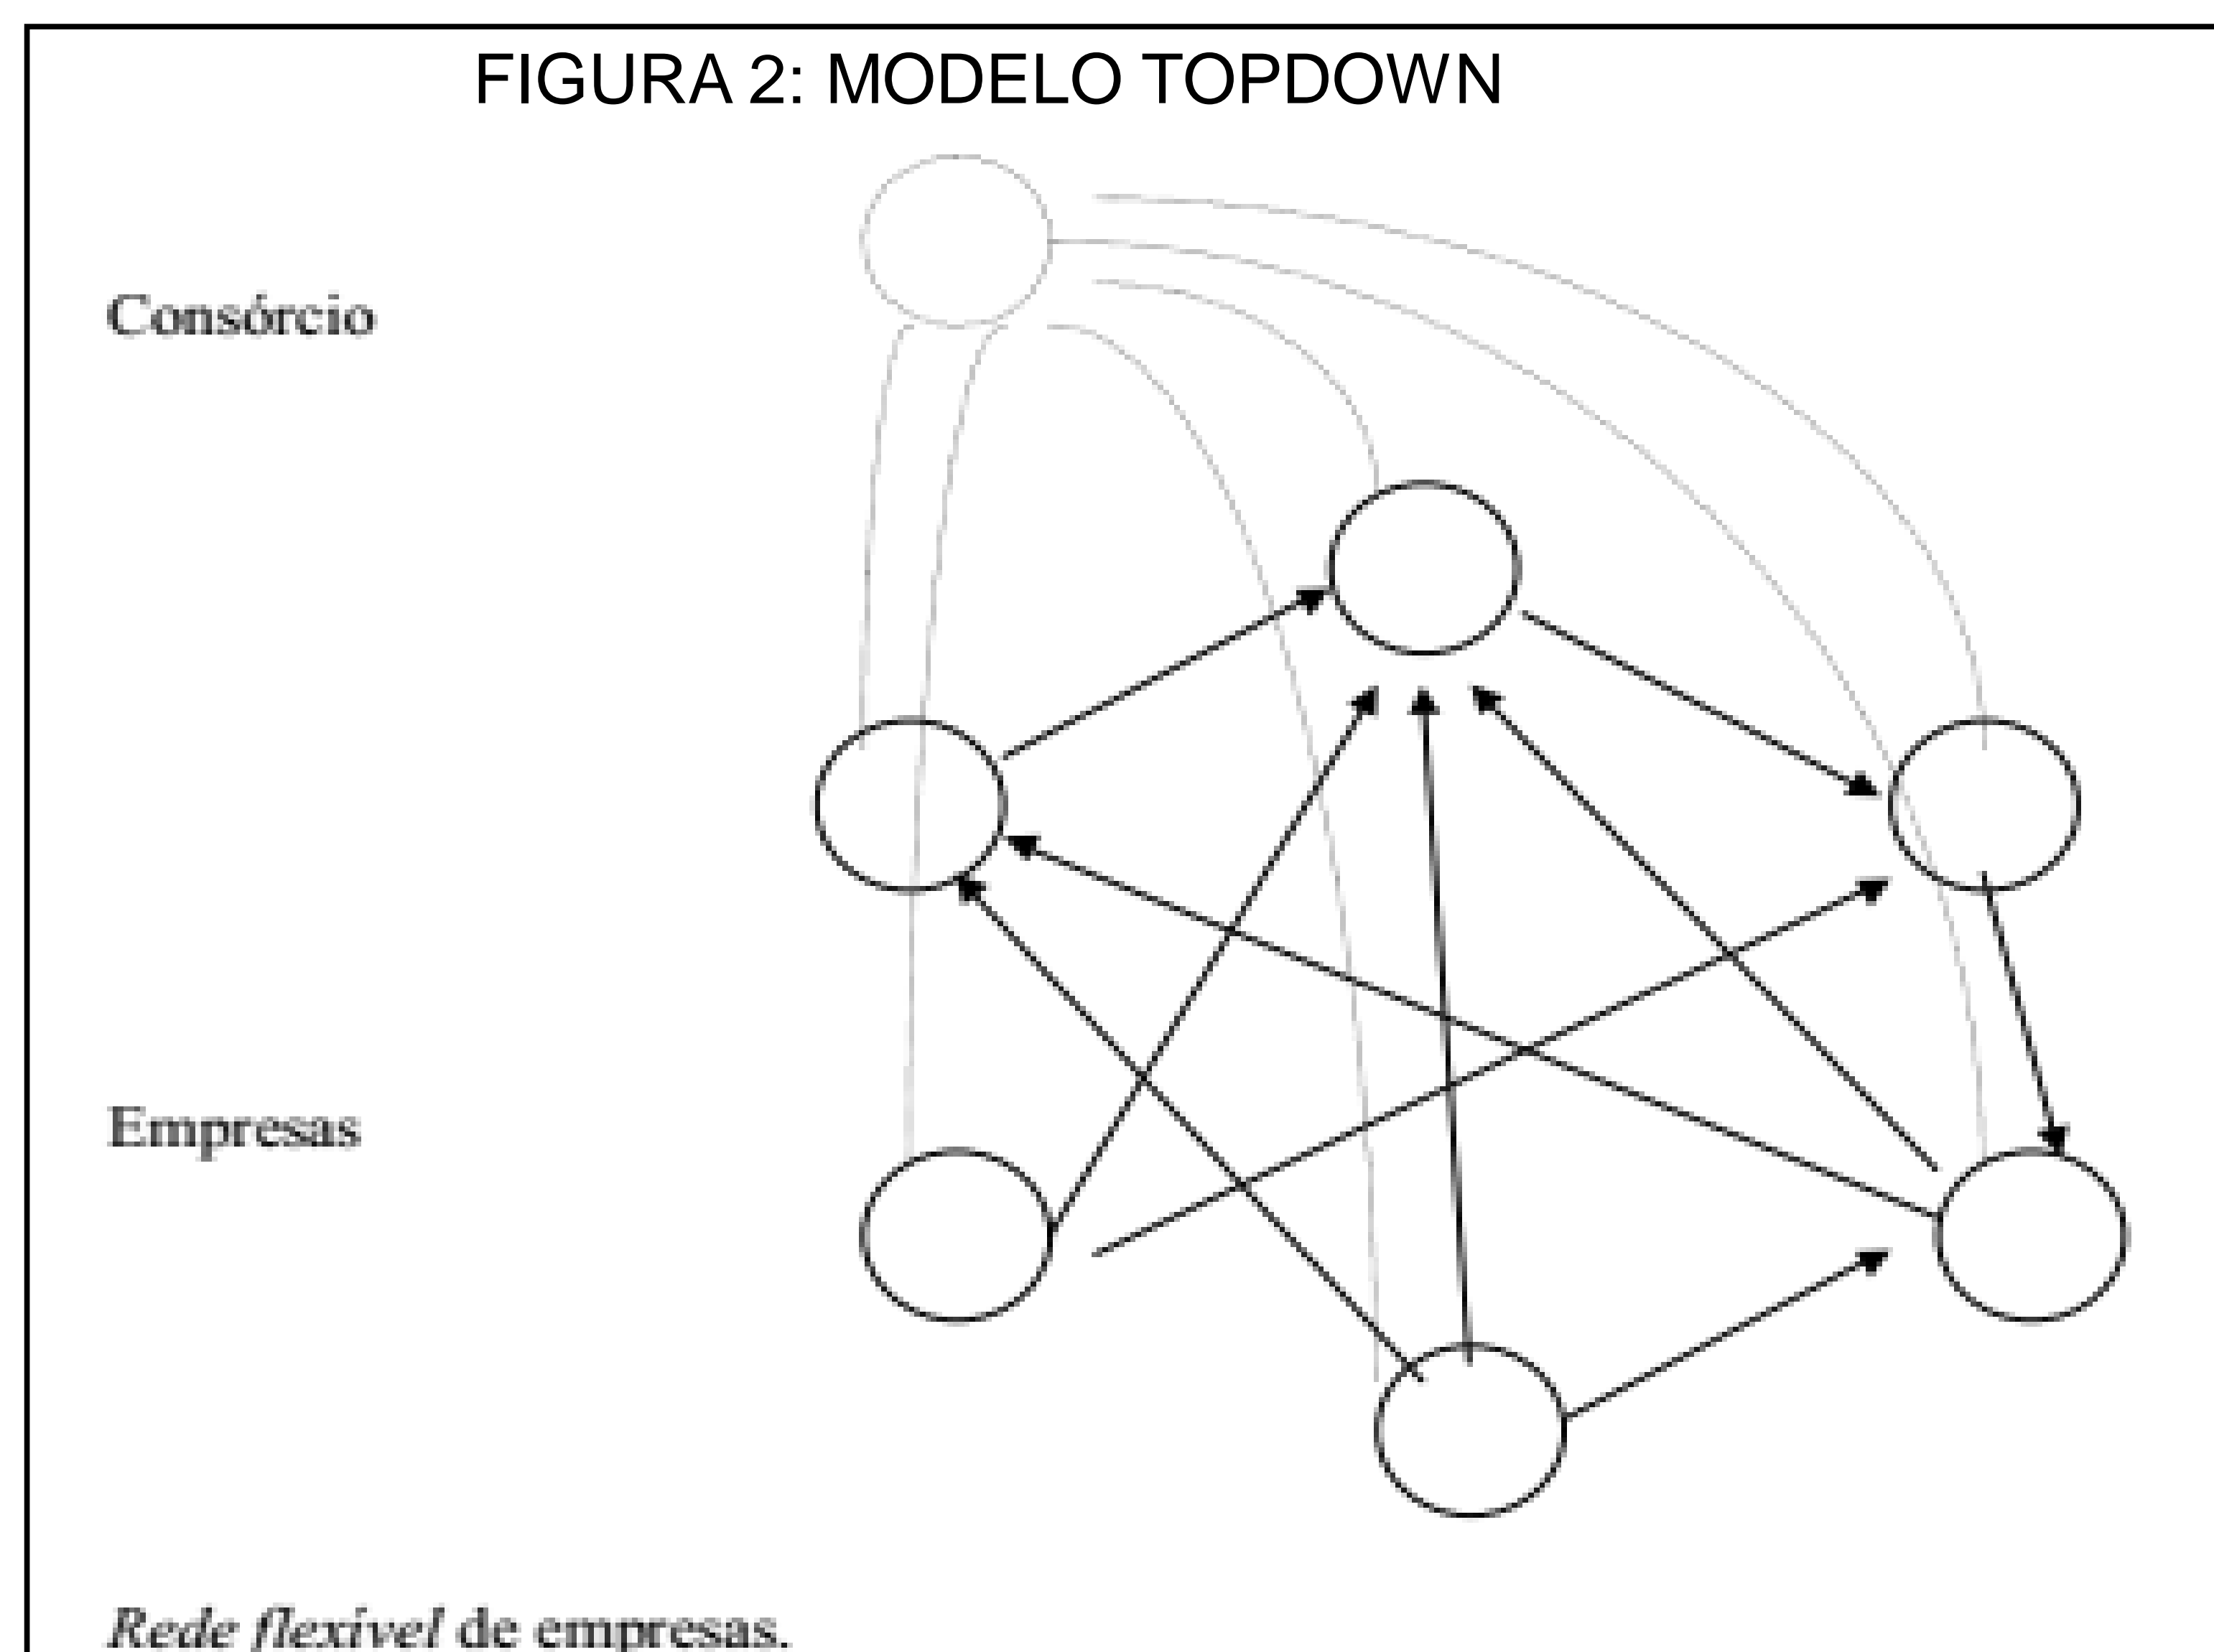 FIGURA 2: MODELO TOPDOWN
Consórcio
Empresas
Rede flexível de empresas.